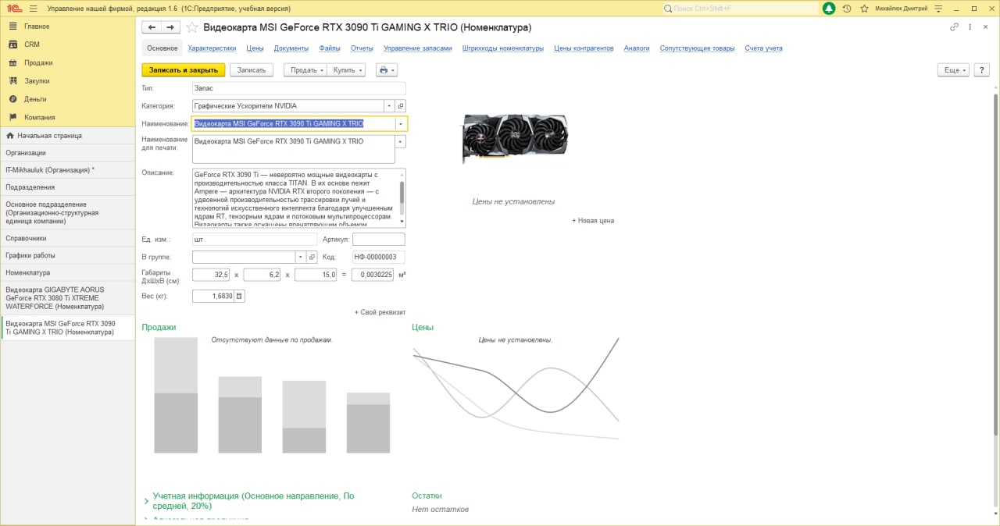 1С Управление нашей фирмой, редакция 1.6 (1С:Предприятие, учебная версия)
Поиск Ctrl+Shift+F
Михайлюк Дмитрий
Главное
CRM
Продажи
Закупки
Деньги
Компания
Начальная страница
Организации
IT-Mikhauluk (Организация) *
Подразделения
Основное подразделение
(Организационно-структурная
единица компании)
Справочники
Графики работы
Номенклатура
Видеокарта GIGABYTE AORUS
GeForce RTX 3080 Ti XTREME
WATERFORCE (Номенклатура)
Видеокарта MSI GeForce RTX 3090
Ti GAMING X TRIO (Номенклатура)
Видеокарта MSI GeForce RTX 3090 Ti GAMING X TRIO (Номенклатура)
Основное Характеристики Цены Документы Файлы Отчеты Управление запасами Штрихкоды номенклатуры Цены контрагентов Аналоги Сопутствующие товары Счета учета
Записать и закрыть Записать Продать Купить Еще ?
Тип: Запас
Категория: Графические Ускорители NVIDIA
Наименование: Видеокарта MSI GeForce RTX 3090 Ti GAMING X TRIO
Наименование
для печати:
Видеокарта MSI GeForce RTX 3090 Ti GAMING X TRIO
Описание:
GeForce RTX 3090 Ti — невероятно мощные видеокарты с
производительностью класса TITAN. В их основе лежит
Ampere — архитектура NVIDIA RTX второго поколения — с
удвоенной производительностью трассировки лучей и
технологий искусственного интеллекта благодаря улучшенным
ядрам RT, тензорным ядрам и потоковым мультипроцессорам.
Видеокарты также оснащены впечатляющим объемом
Цены не установлены
+ Новая цена
Ед. изм.: шт Артикул:
В группе: Код: НФ-00000003
Габариты
ДхШхВ (см):
32,5 x 6,2 x 15,0 = 0,0030225 м³
Вес (кг): 1,6830
+ Свой реквизит
Продажи
Отсутствуют данные по продажам.
Цены
Цены не установлены.
Учетная информация (Основное направление, По
средней, 20%)
Остатки
Нет остатков